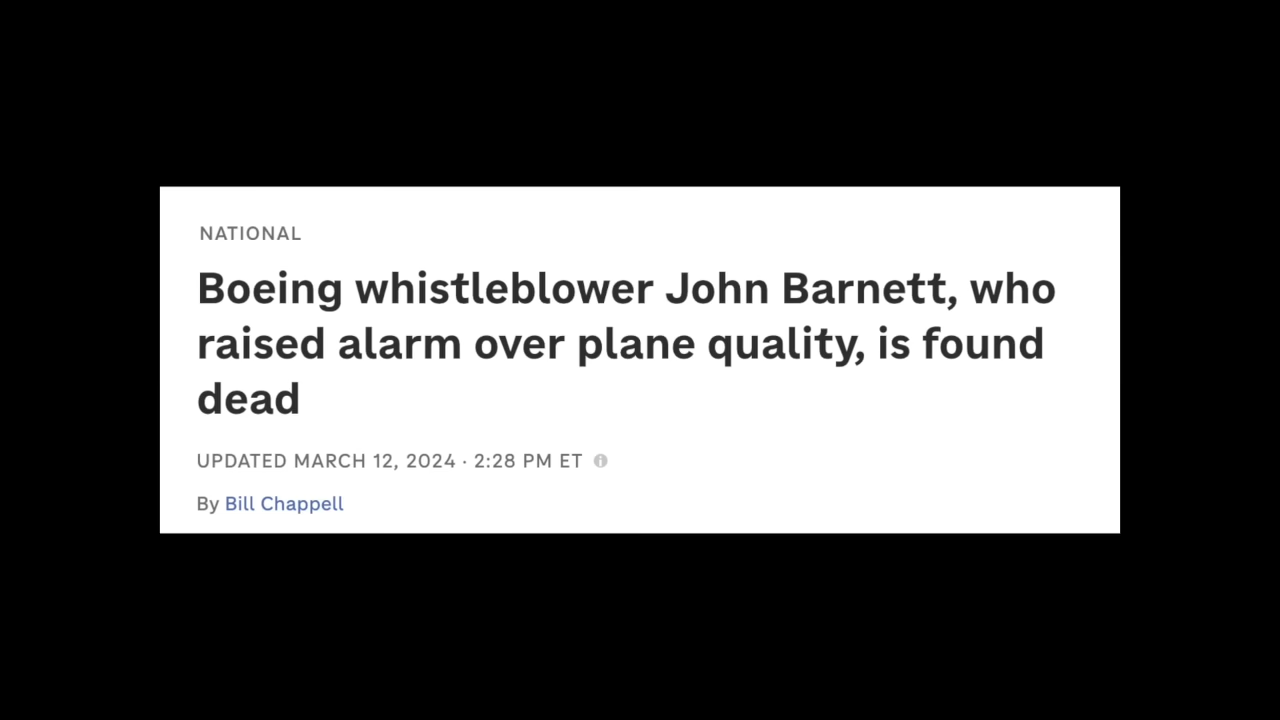 NATIONAL
Boeing whistleblower John Barnett, who
raised alarm over plane quality, is found
dead
UPDATED MARCH 12, 2024 · 2:28 PM ET
By Bill Chappell